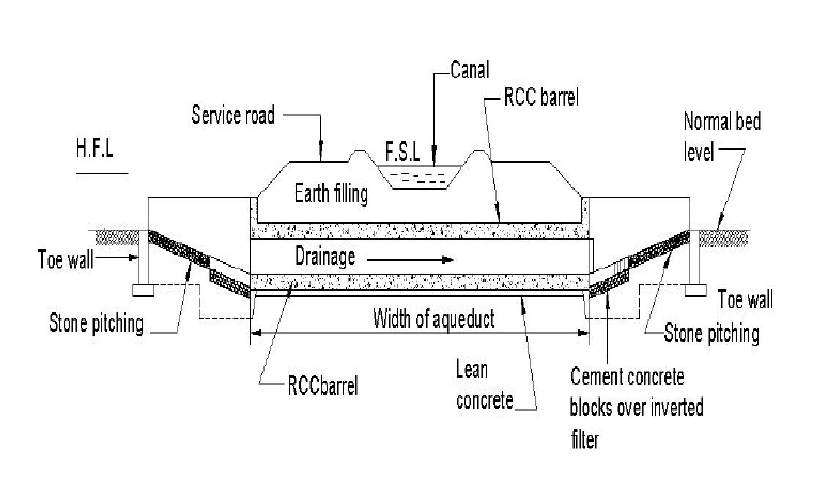 Canal
RCC barrel
Service road
Normal bed
level
H.F.L
F.S.L
Earth filling
Drainage
Toe wall
Toe wall
Stone pitching
Width of aqueduct
Stone pitching
Lean
concrete
RCCbarrel
Cement concrete
blocks over inverted
filter